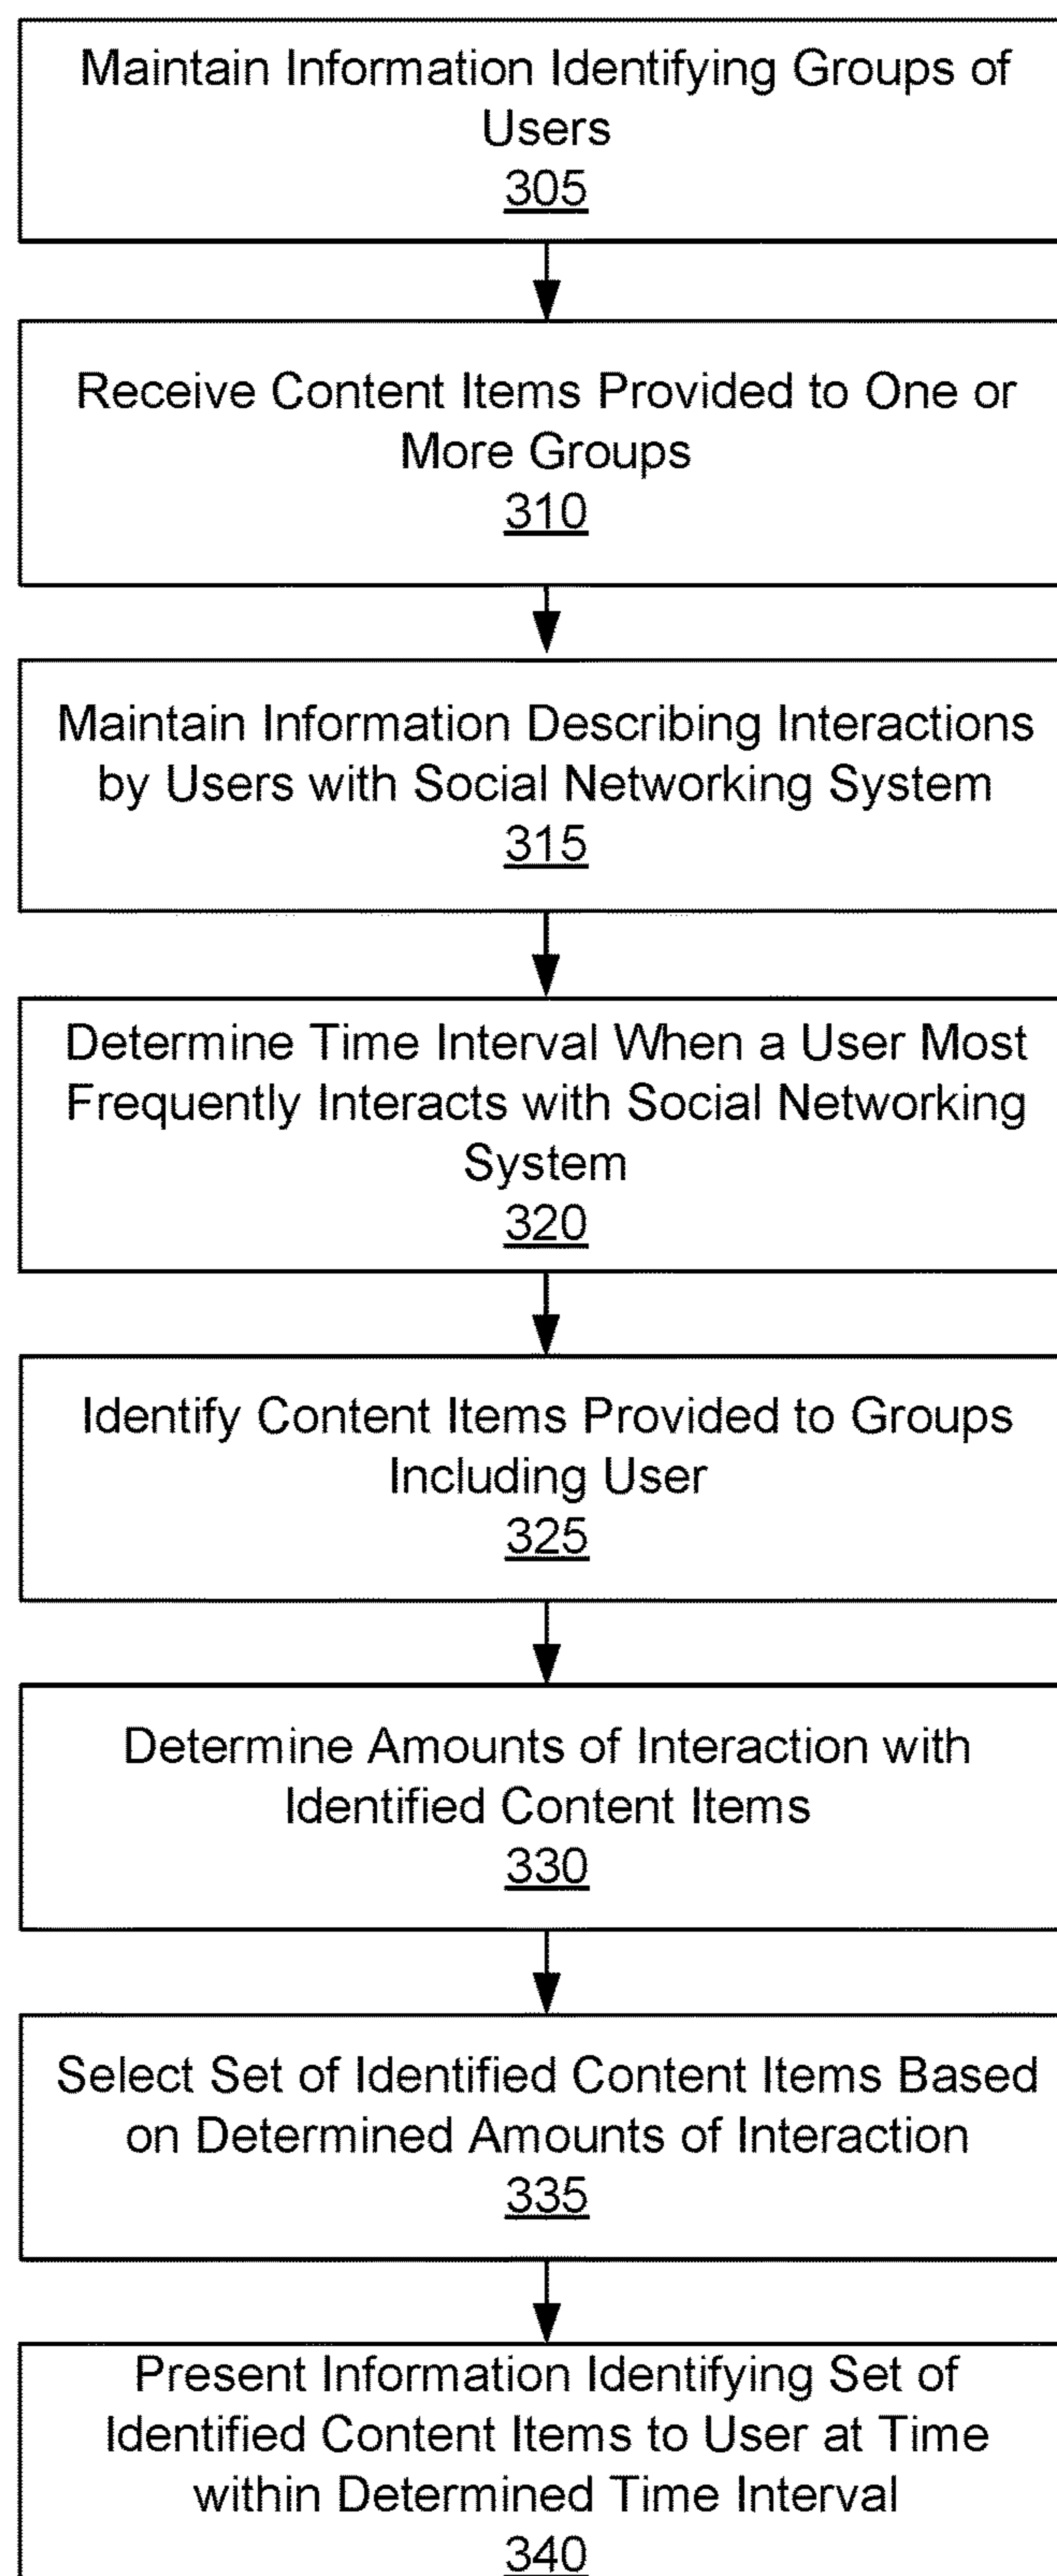 Maintain Information Identifying Groups of
Users
305
Receive Content Items Provided to One or
More Groups
310
Maintain Information Describing Interactions
by Users with Social Networking System
315
Determine Time Interval When a User Most
Frequently Interacts with Social Networking
System
320
Identify Content Items Provided to Groups
Including User
325
Determine Amounts of Interaction with
Identified Content Items
330
Select Set of Identified Content Items Based
on Determined Amounts of Interaction
335
Present Information Identifying Set of
Identified Content Items to User at Time
within Determined Time Interval
340